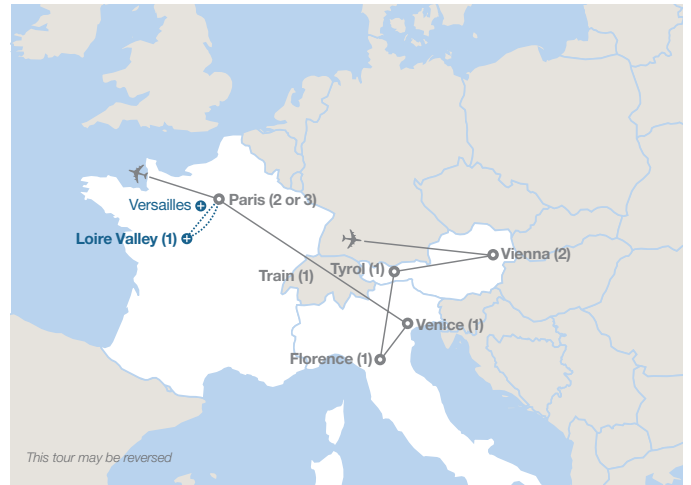 Paris (2 or 3)
Versailles
Loire Valley (1)
Vienna (2)
Tyrol (1)
Train (1)
Venice (1)
Florence (1)
This tour may be reversed